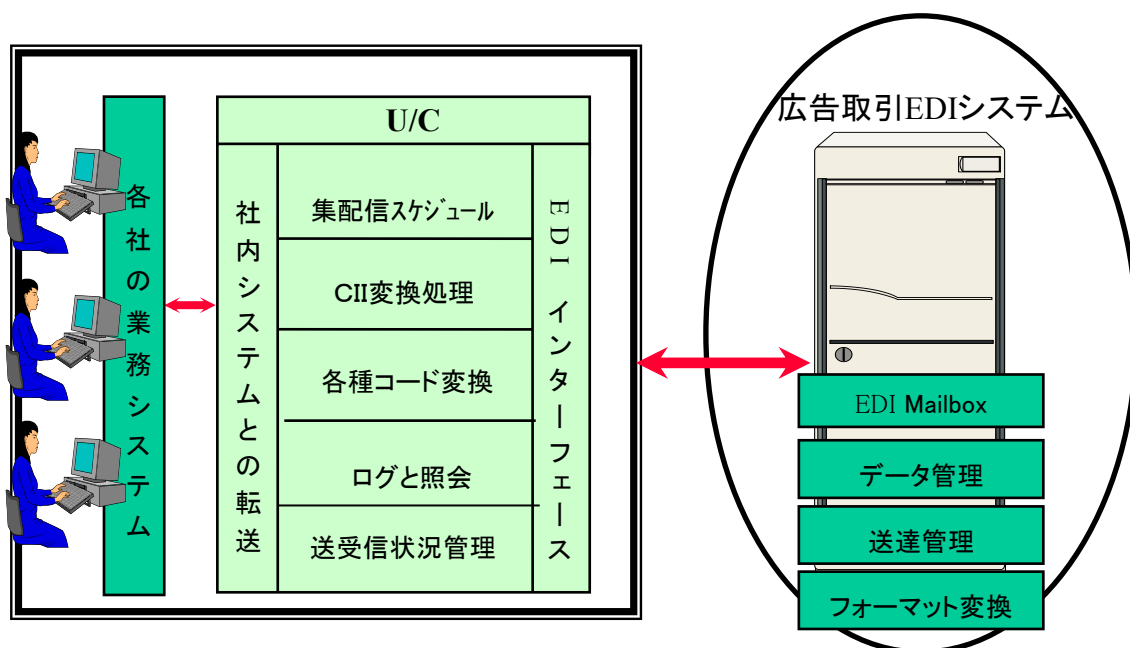 各社の業務システム
U/C
社内システムとの転送
集配信スケジュール
CII変換処理
各種コード変換
ログと照会
送受信状況管理
EDI インターフェース
広告取引EDIシステム
EDI Mailbox
データ管理
送達管理
フォーマット変換